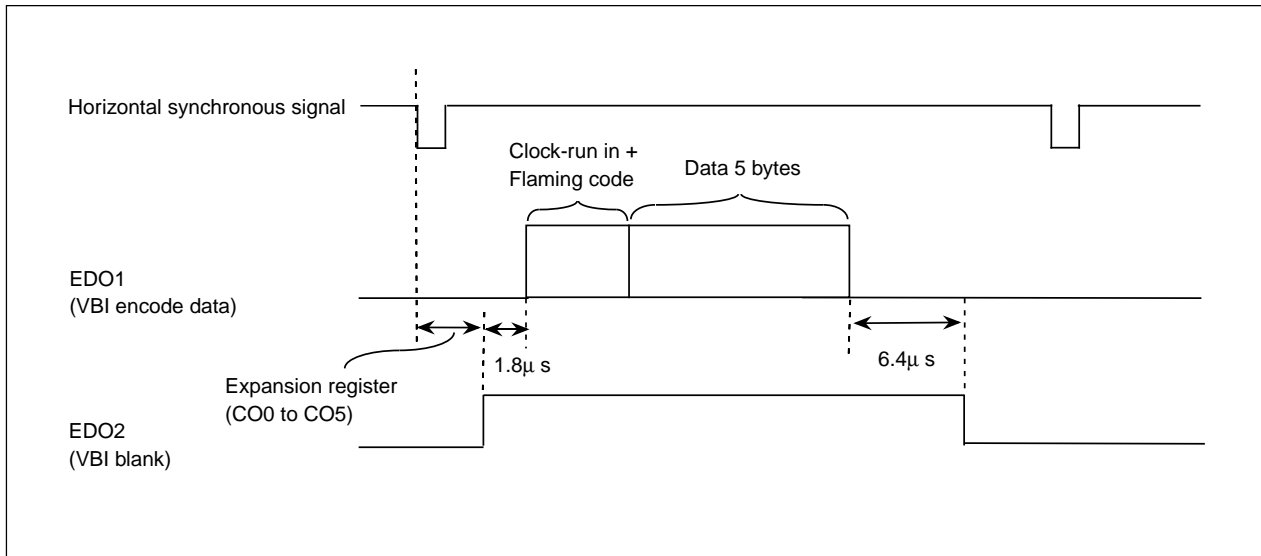 Horizontal synchronous signal
Clock-run in +
Flaming code
Data 5 bytes
EDO1
(VBI encode data)
1.8μ s
6.4μ s
Expansion register
(CO0 to CO5)
EDO2
(VBI blank)